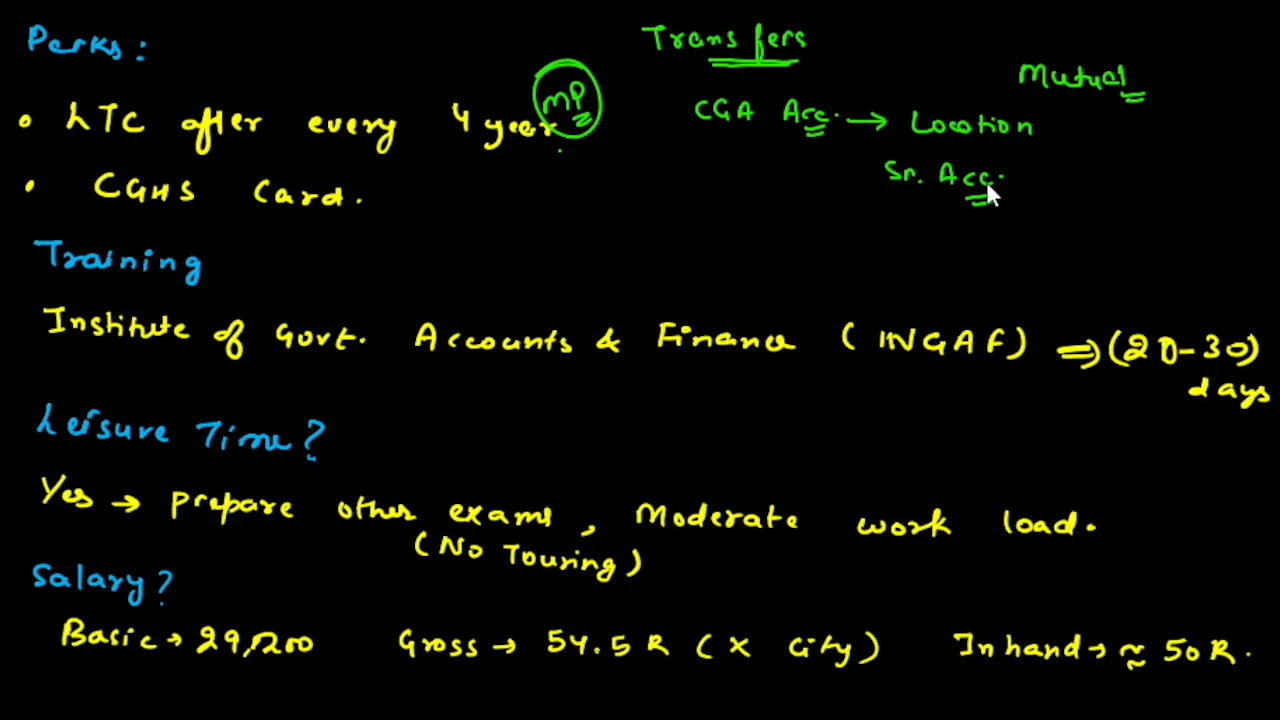 Perks:
• LTC after every 4 year
MP
• CGHS Card.
Transfers
Mutual
CGA Acc. → Location
Sr. Acc.
Training
Institute of Govt. Accounts & Finance (INGAF) ⇒ (20-30) days
Leisure Time?
Yes → Prepare other exams, Moderate work load.
(No Touring)
Salary?
Basic → 29,200 Gross → 54.5 K (X City) In hand → ≈ 50 K.